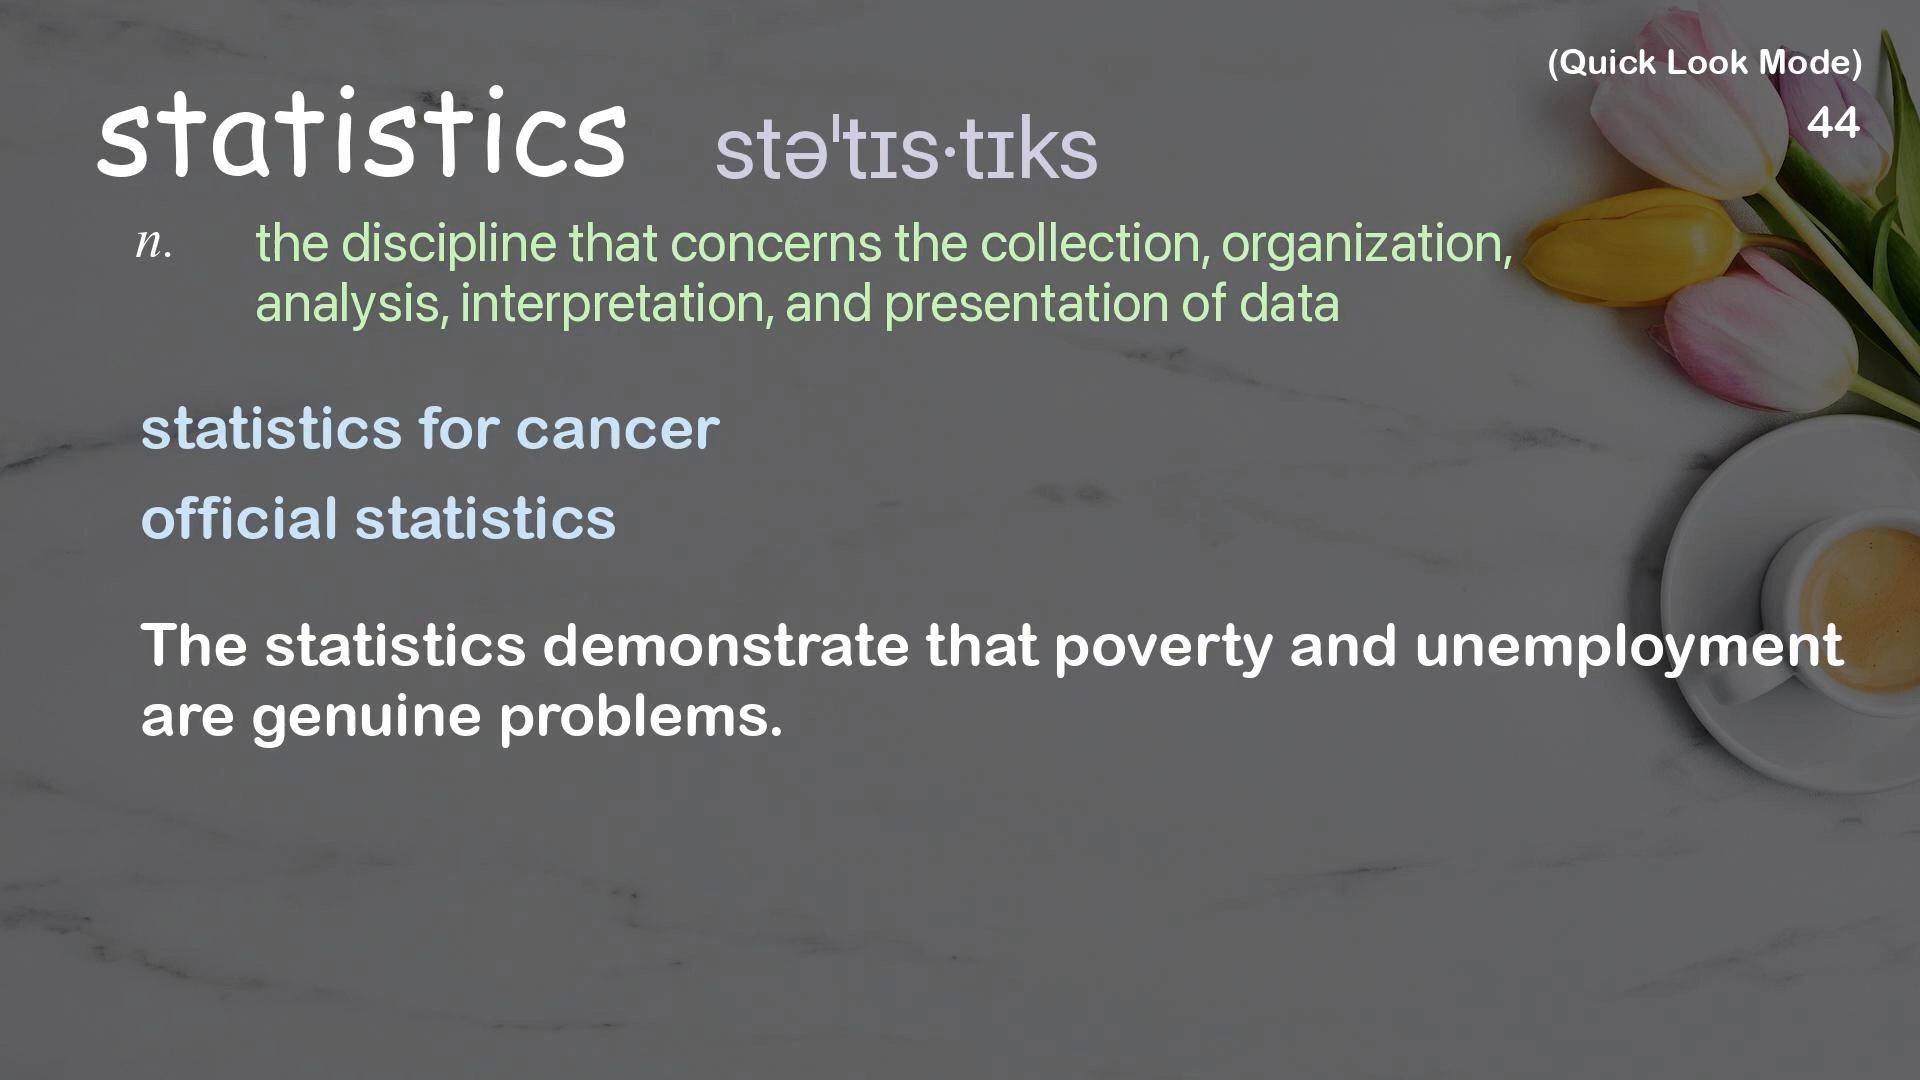 (Quick Look Mode)
statistics stəˈtɪs·tɪks
44
n. the discipline that concerns the collection, organization,
analysis, interpretation, and presentation of data
statistics for cancer
official statistics
The statistics demonstrate that poverty and unemployment
are genuine problems.